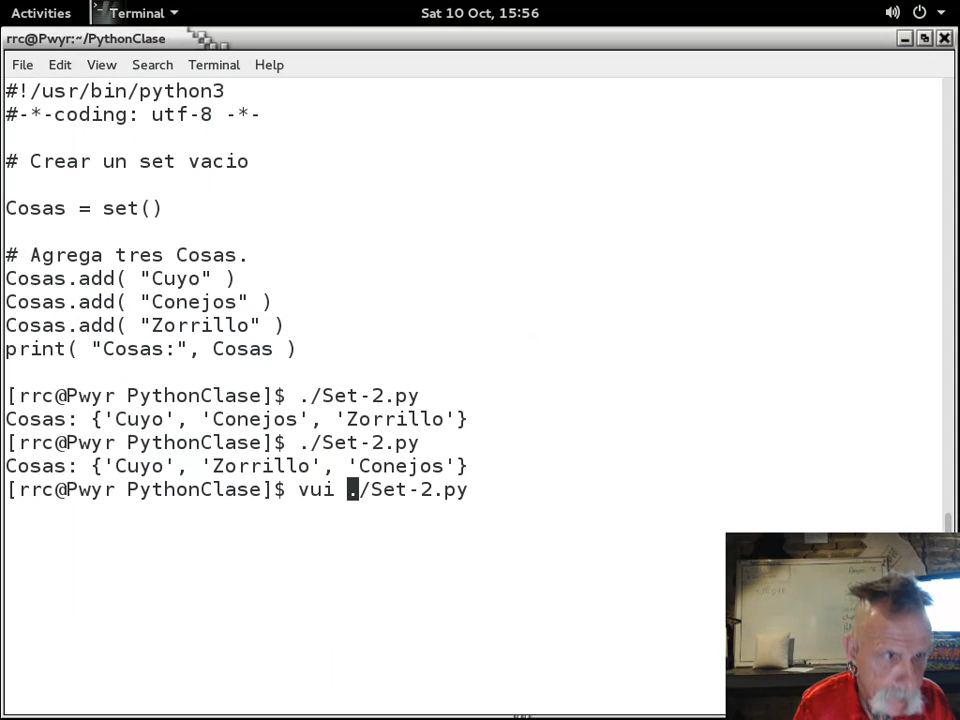 Activities Terminal Sat 10 Oct, 15:56
rrc@Pwyr:~/PythonClase
File Edit View Search Terminal Help
#!/usr/bin/python3
#-*-coding: utf-8 -*-
# Crear un set vacio
Cosas = set()
# Agrega tres Cosas.
Cosas.add( "Cuyo" )
Cosas.add( "Conejos" )
Cosas.add( "Zorrillo" )
print( "Cosas:", Cosas )
[rrc@Pwyr PythonClase]$ ./Set-2.py
Cosas: {'Cuyo', 'Conejos', 'Zorrillo'}
[rrc@Pwyr PythonClase]$ ./Set-2.py
Cosas: {'Cuyo', 'Zorrillo', 'Conejos'}
[rrc@Pwyr PythonClase]$ vui ./Set-2.py